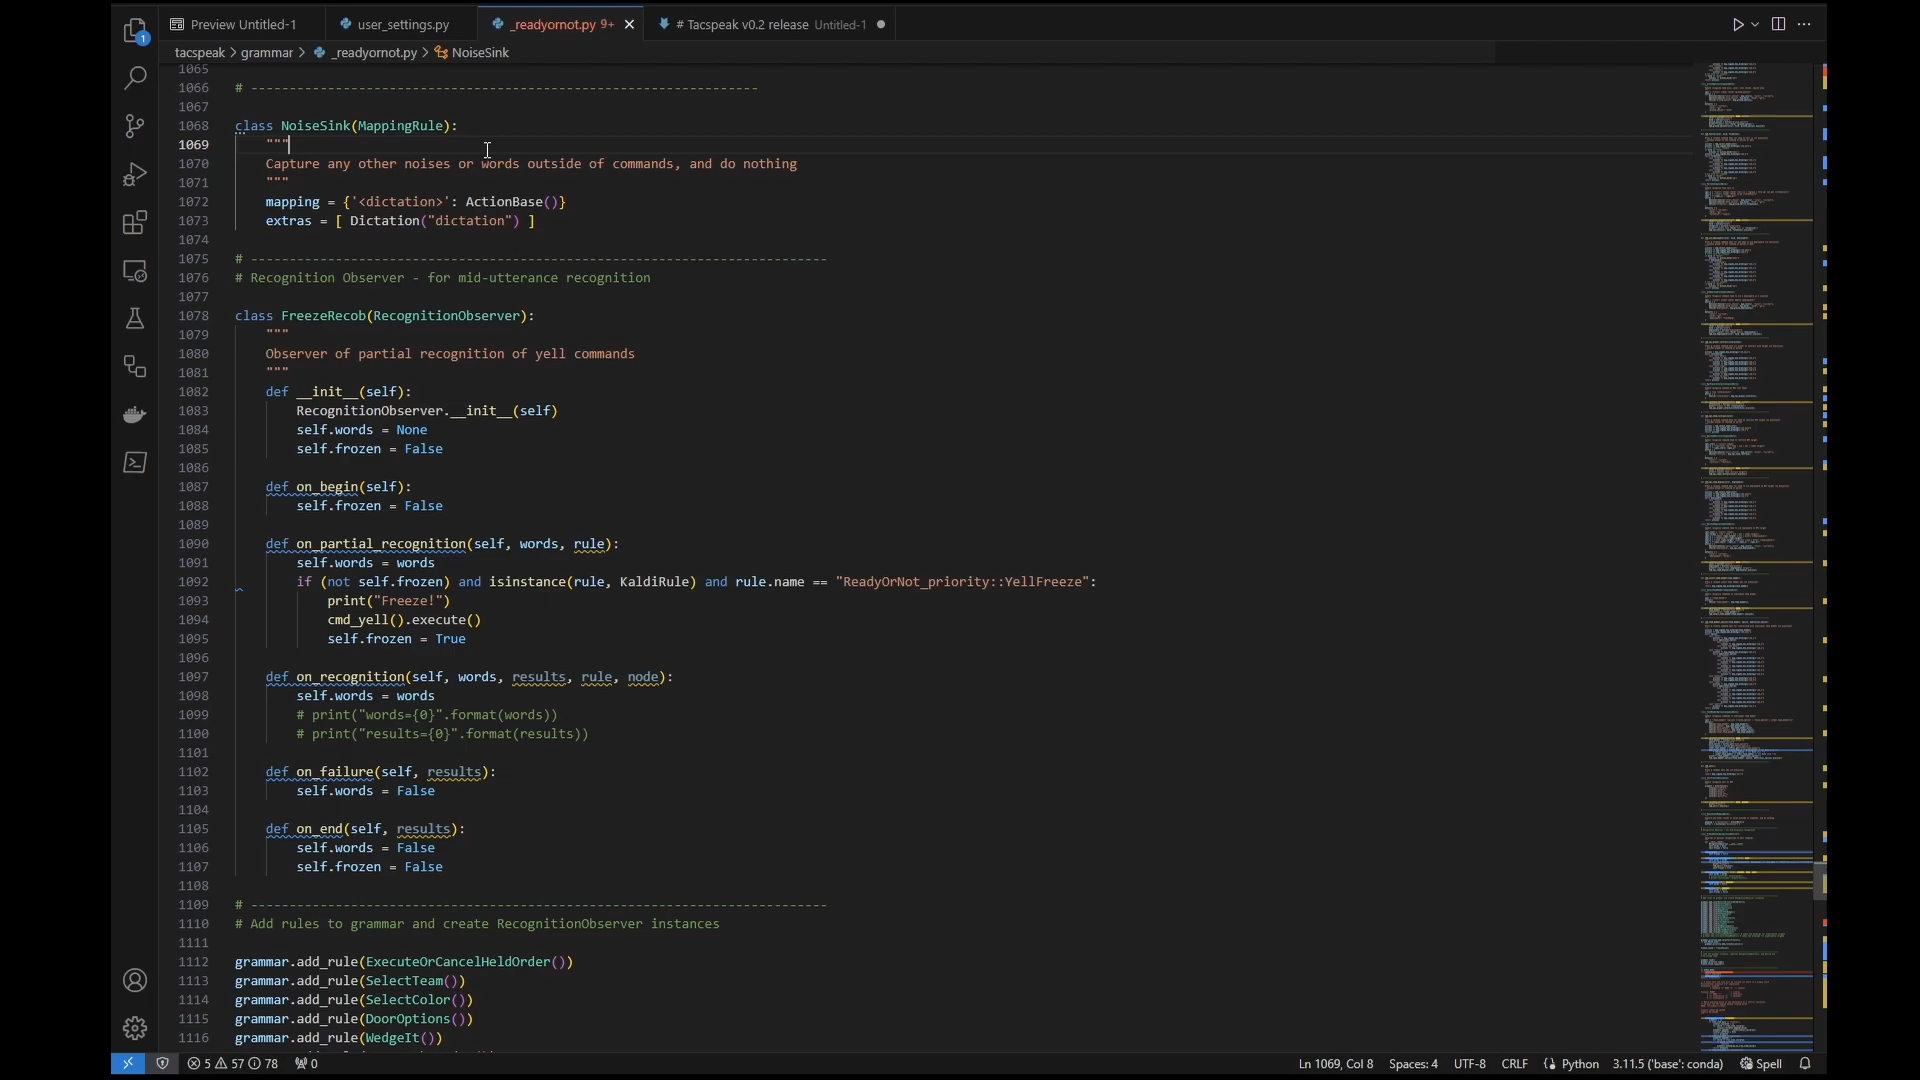 Preview Untitled-1
user_settings.py
_readyornot.py 9+
# Tacspeak v0.2 release Untitled-1
1
tacspeak > grammar > _readyornot.py > NoiseSink
1065
1066 # ------------------------------------------------------------------
1067
1068 class NoiseSink(MappingRule):
1069     """
1070     Capture any other noises or words outside of commands, and do nothing
1071     """
1072     mapping = {'<dictation>': ActionBase()}
1073     extras = [ Dictation("dictation") ]
1074
1075 # ---------------------------------------------------------------------------
1076 # Recognition Observer - for mid-utterance recognition
1077
1078 class FreezeRecob(RecognitionObserver):
1079     """
1080     Observer of partial recognition of yell commands
1081     """
1082     def __init__(self):
1083         RecognitionObserver.__init__(self)
1084         self.words = None
1085         self.frozen = False
1086
1087     def on_begin(self):
1088         self.frozen = False
1089
1090     def on_partial_recognition(self, words, rule):
1091         self.words = words
1092         if (not self.frozen) and isinstance(rule, KaldiRule) and rule.name == "ReadyOrNot_priority::YellFreeze":
1093             print("Freeze!")
1094             cmd_yell().execute()
1095             self.frozen = True
1096
1097     def on_recognition(self, words, results, rule, node):
1098         self.words = words
1099         # print("words={0}".format(words))
1100         # print("results={0}".format(results))
1101
1102     def on_failure(self, results):
1103         self.words = False
1104
1105     def on_end(self, results):
1106         self.words = False
1107         self.frozen = False
1108
1109 # ---------------------------------------------------------------------------
1110 # Add rules to grammar and create RecognitionObserver instances
1111
1112 grammar.add_rule(ExecuteOrCancelHeldOrder())
1113 grammar.add_rule(SelectTeam())
1114 grammar.add_rule(SelectColor())
1115 grammar.add_rule(DoorOptions())
1116 grammar.add_rule(WedgeIt())
5 57 78 0 Ln 1069, Col 8 Spaces: 4 UTF-8 CRLF Python 3.11.5 ('base': conda) Spell